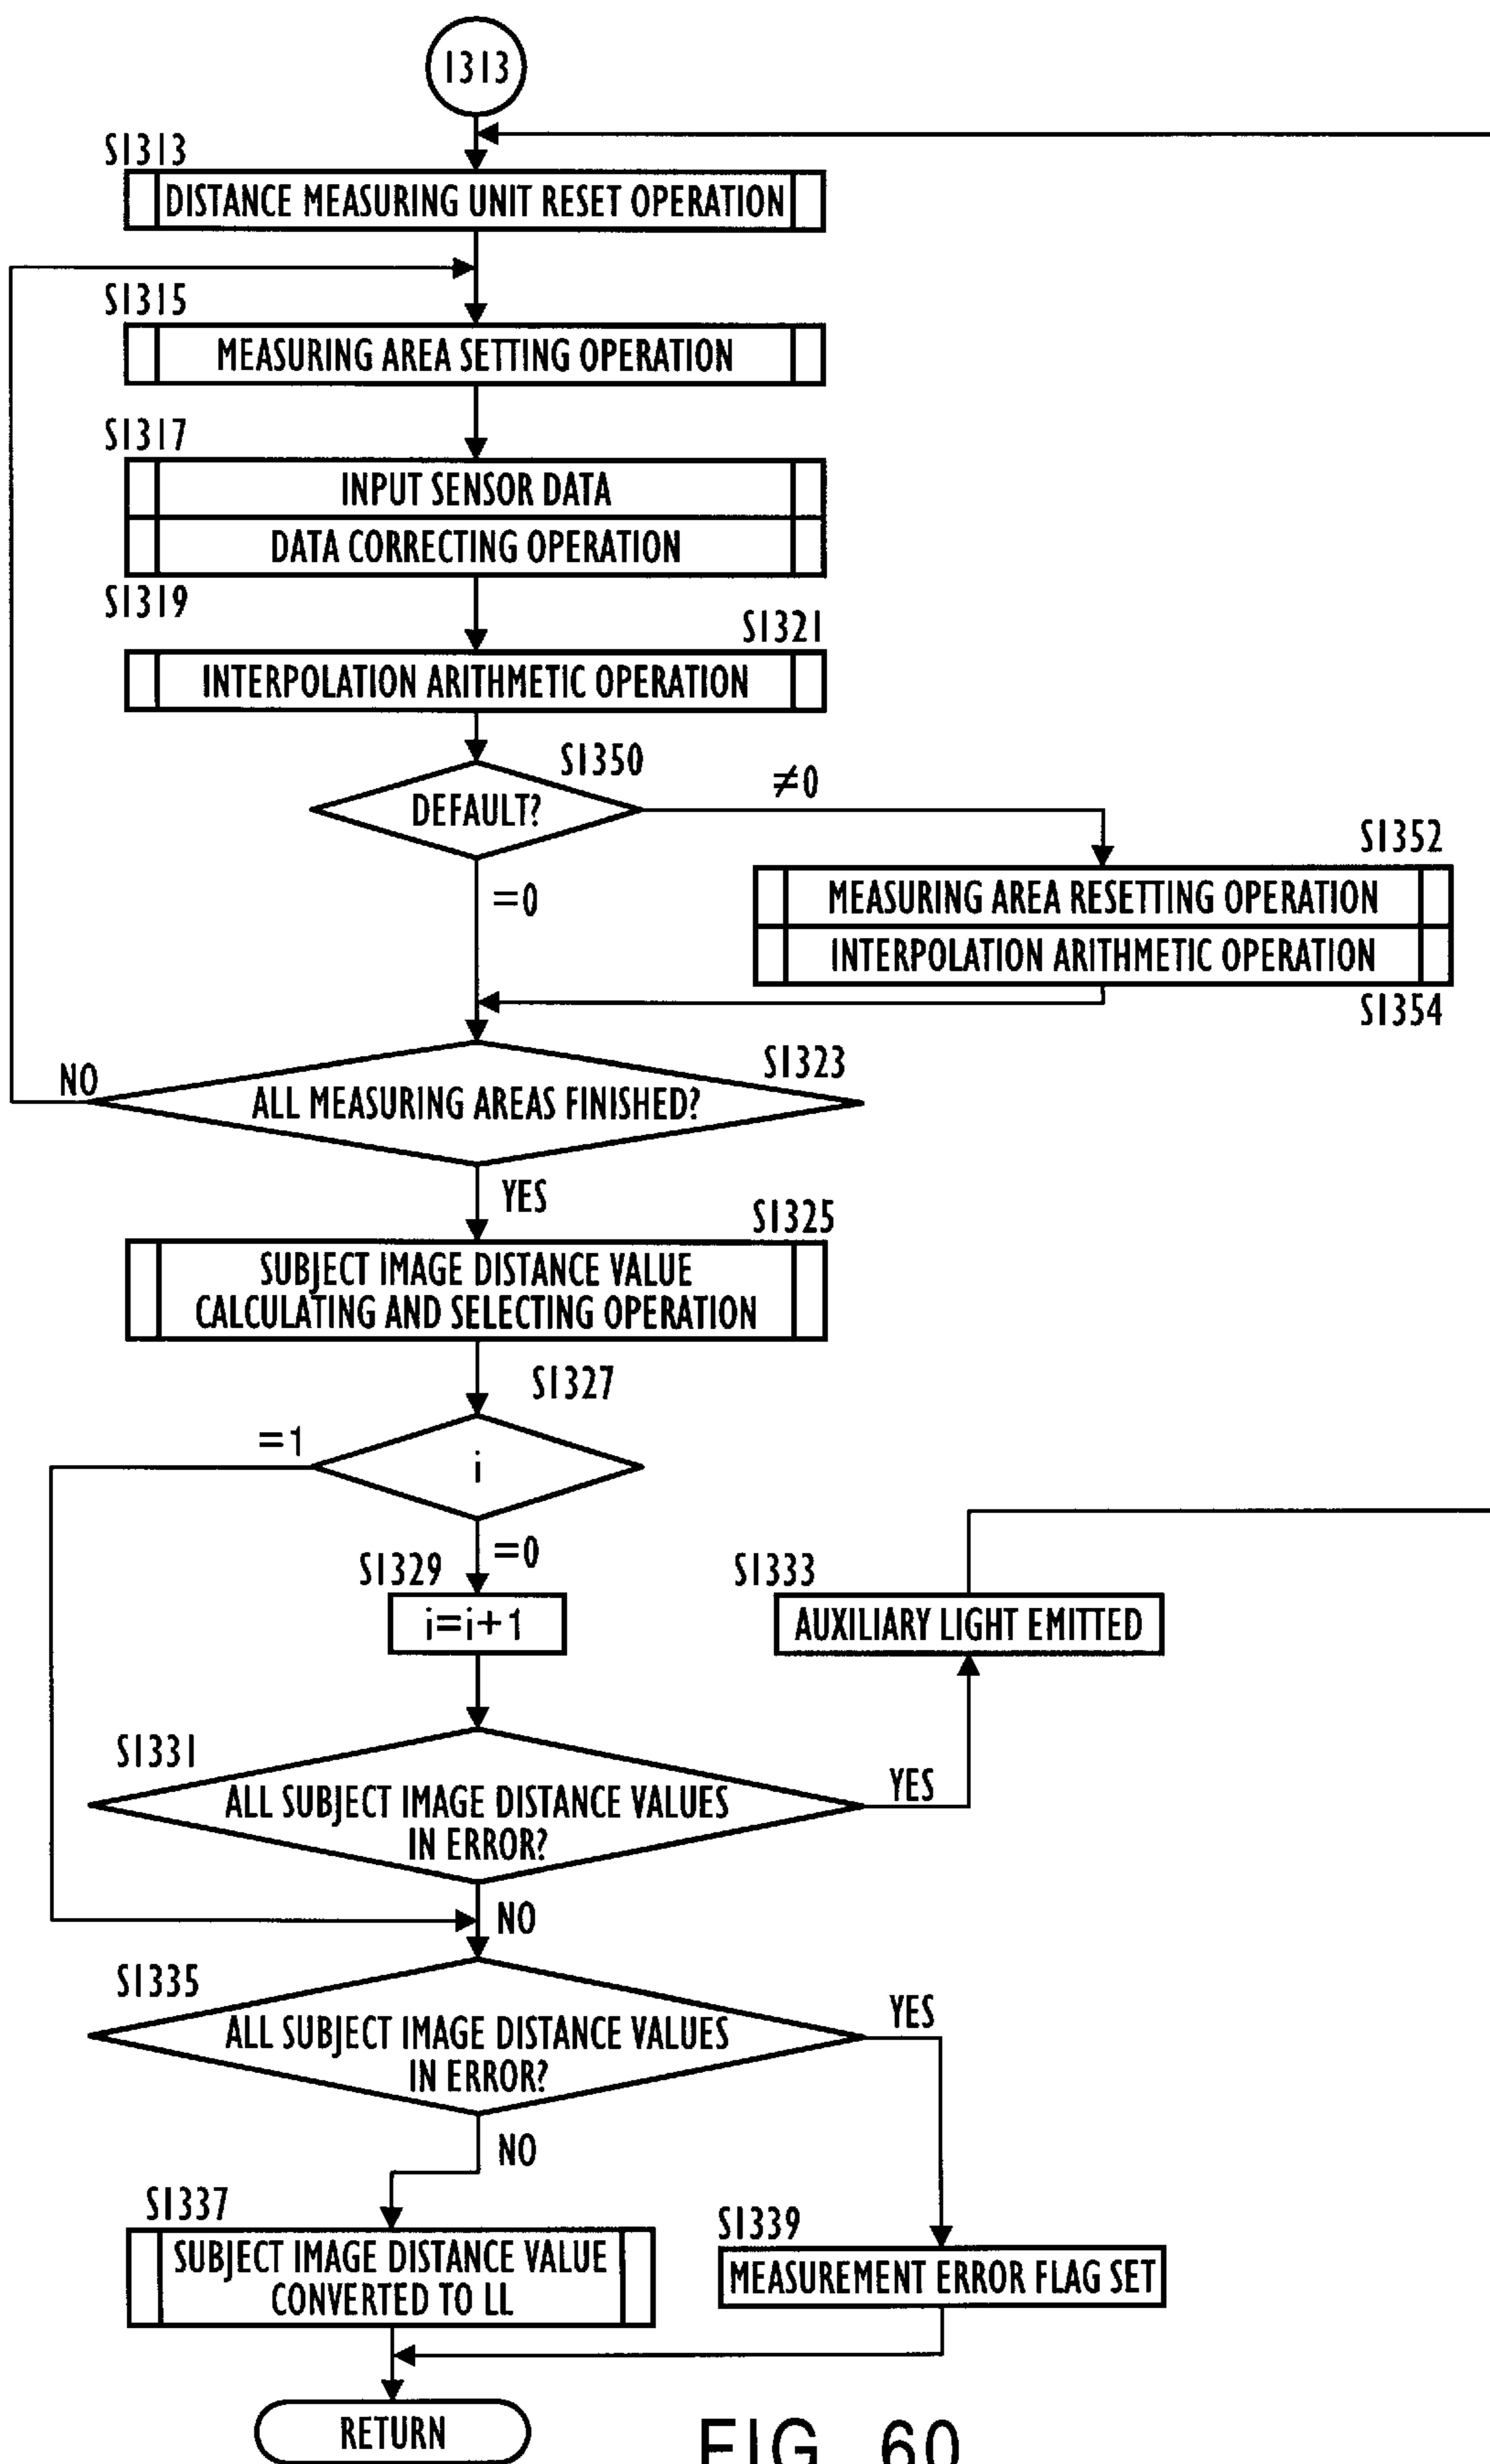 1313
S1313
DISTANCE MEASURING UNIT RESET OPERATION
S1315
MEASURING AREA SETTING OPERATION
S1317
INPUT SENSOR DATA
DATA CORRECTING OPERATION
S1319
S1321
INTERPOLATION ARITHMETIC OPERATION
S1350
DEFAULT?
≠0
=0
S1352
MEASURING AREA RESETTING OPERATION
INTERPOLATION ARITHMETIC OPERATION
S1354
S1323
NO
ALL MEASURING AREAS FINISHED?
YES
S1325
SUBJECT IMAGE DISTANCE VALUE
CALCULATING AND SELECTING OPERATION
S1327
=1
i
=0
S1329
i=i+1
S1333
AUXILIARY LIGHT EMITTED
S1331
ALL SUBJECT IMAGE DISTANCE VALUES
IN ERROR?
YES
NO
S1335
ALL SUBJECT IMAGE DISTANCE VALUES
IN ERROR?
YES
NO
S1337
SUBJECT IMAGE DISTANCE VALUE
CONVERTED TO LL
S1339
MEASUREMENT ERROR FLAG SET
RETURN
FIG. 60